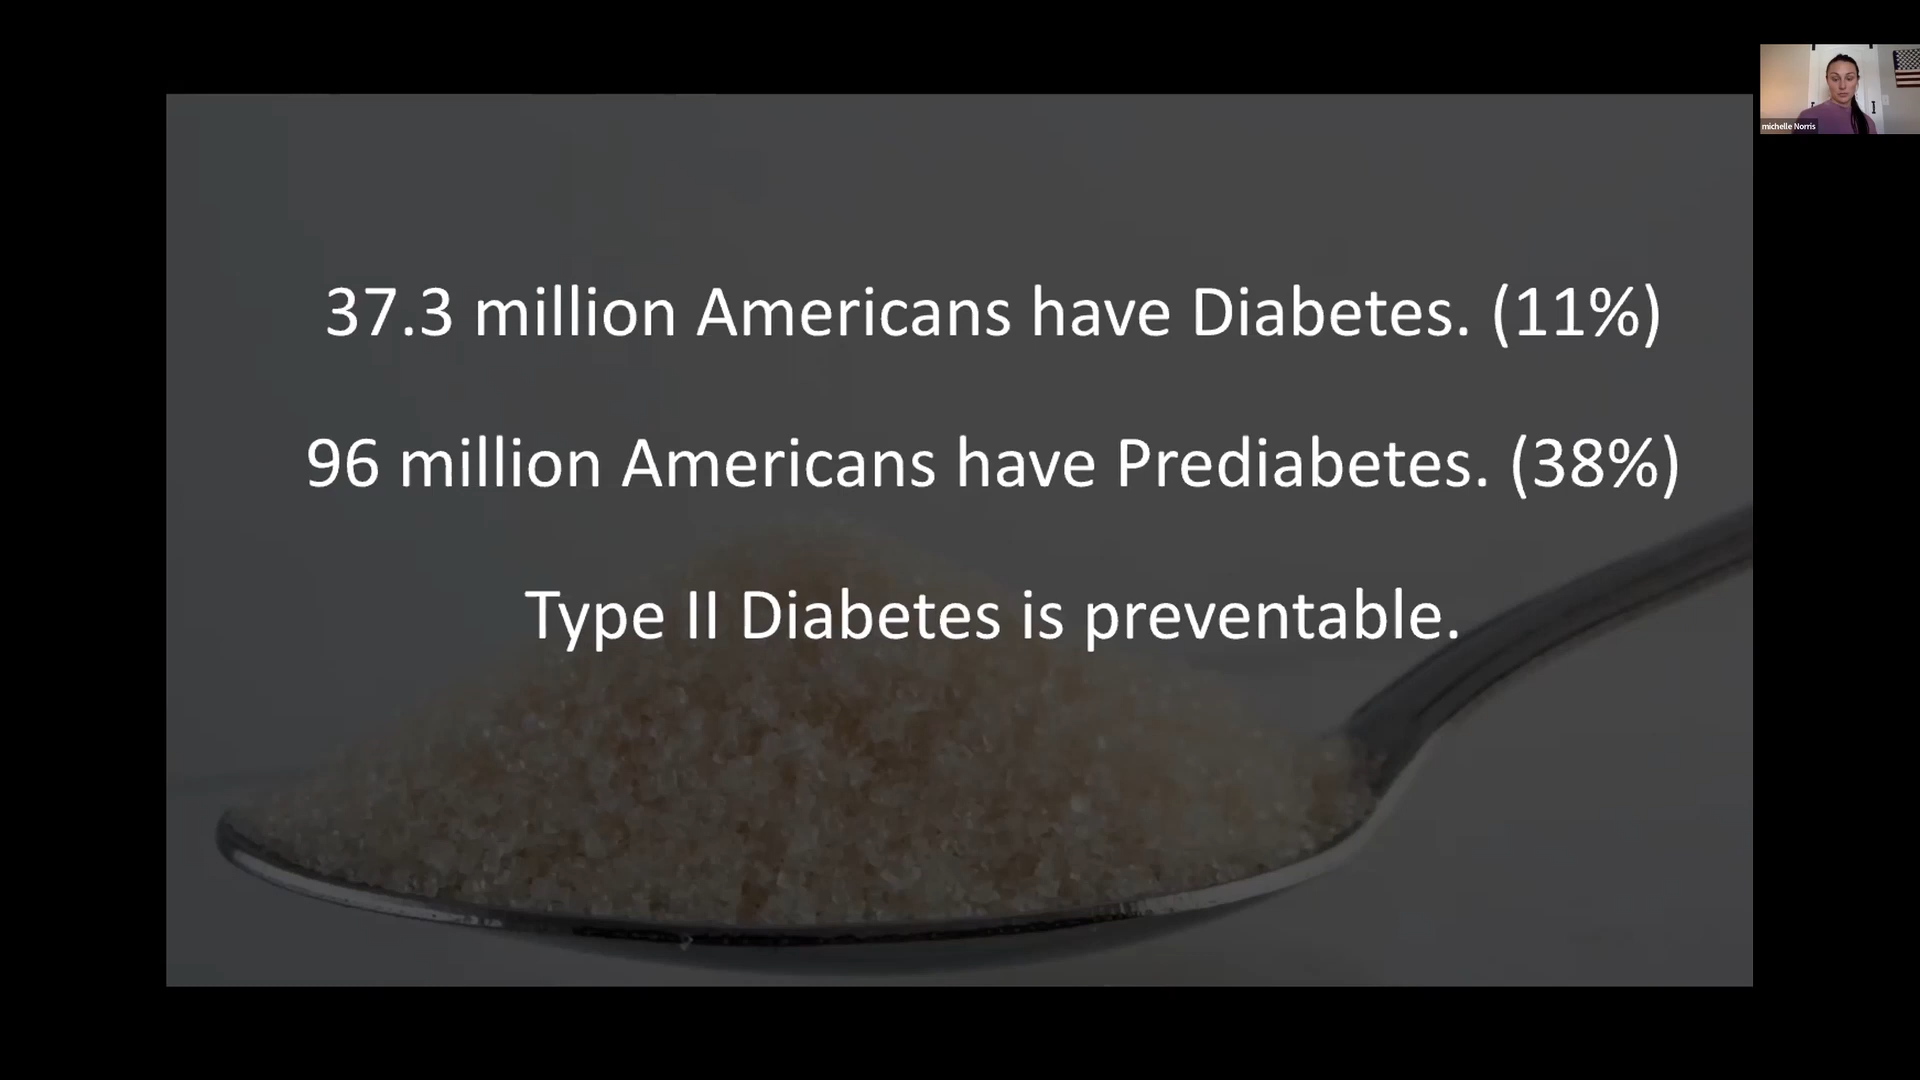 37.3 million Americans have Diabetes. (11%)
96 million Americans have Prediabetes. (38%)
Type II Diabetes is preventable.
michelle Norris